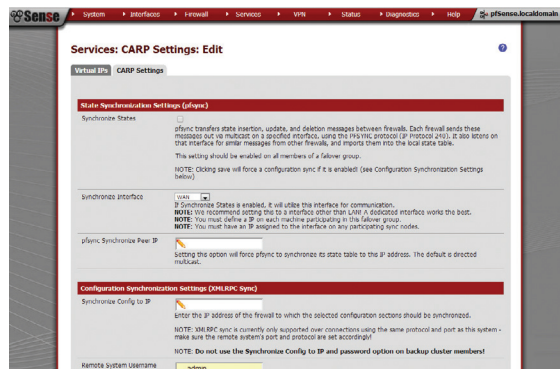 Sense
System
Interfaces
Firewall
Services
VPN
Status
Diagnostics
Help
pfSense.localdomain
Services: CARP Settings: Edit
?
Virtual IPs
CARP Settings
State Synchronization Settings (pfsync)
Synchronize States
pfsync transfers state insertion, update, and deletion messages between firewalls. Each firewall sends these
messages out via multicast on a specified interface, using the PFSYNC protocol (IP Protocol 240). It also listens on
that interface for similar messages from other firewalls, and imports them into the local state table.
This setting should be enabled on all members of a failover group.
NOTE: Clicking save will force a configuration sync if it is enabled! (see Configuration Synchronization Settings
below)
Synchronize Interface
WAN
If Synchronize States is enabled, it will utilize this interface for communication.
NOTE: We recommend setting this to a interface other than LAN! A dedicated interface works the best.
NOTE: You must define a IP on each machine participating in this failover group.
NOTE: You must have an IP assigned to the interface on any participating sync nodes.
pfsync Synchronize Peer IP
Setting this option will force pfsync to synchronize its state table to this IP address. The default is directed
multicast.
Configuration Synchronization Settings (XMLRPC Sync)
Synchronize Config to IP
Enter the IP address of the firewall to which the selected configuration sections should be synchronized.
NOTE: XMLRPC sync is currently only supported over connections using the same protocol and port as this system -
make sure the remote system's port and protocol are set accordingly!
NOTE: Do not use the Synchronize Config to IP and password option on backup cluster members!
Remote System Username
admin